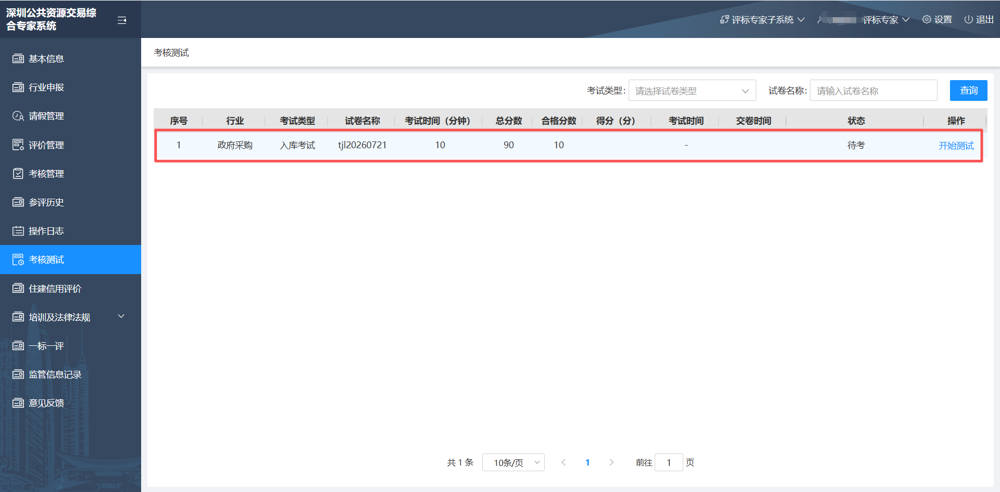 深圳公共资源交易综
合专家系统
评标专家子系统
评标专家
设置
退出
基本信息
行业申报
请假管理
评价管理
考核管理
参评历史
操作日志
考核测试
住建信用评价
培训及法律法规
一标一评
监管信息记录
意见反馈
考核测试
考试类型: 请选择试卷类型 试卷名称: 请输入试卷名称 查询
序号 行业 考试类型 试卷名称 考试时间（分钟） 总分数 合格分数 得分（分） 考试时间 交卷时间 状态 操作
1 政府采购 入库考试 tjl20260721 10 90 10 - 待考 开始测试
共 1 条 10条/页 1 前往 1 页